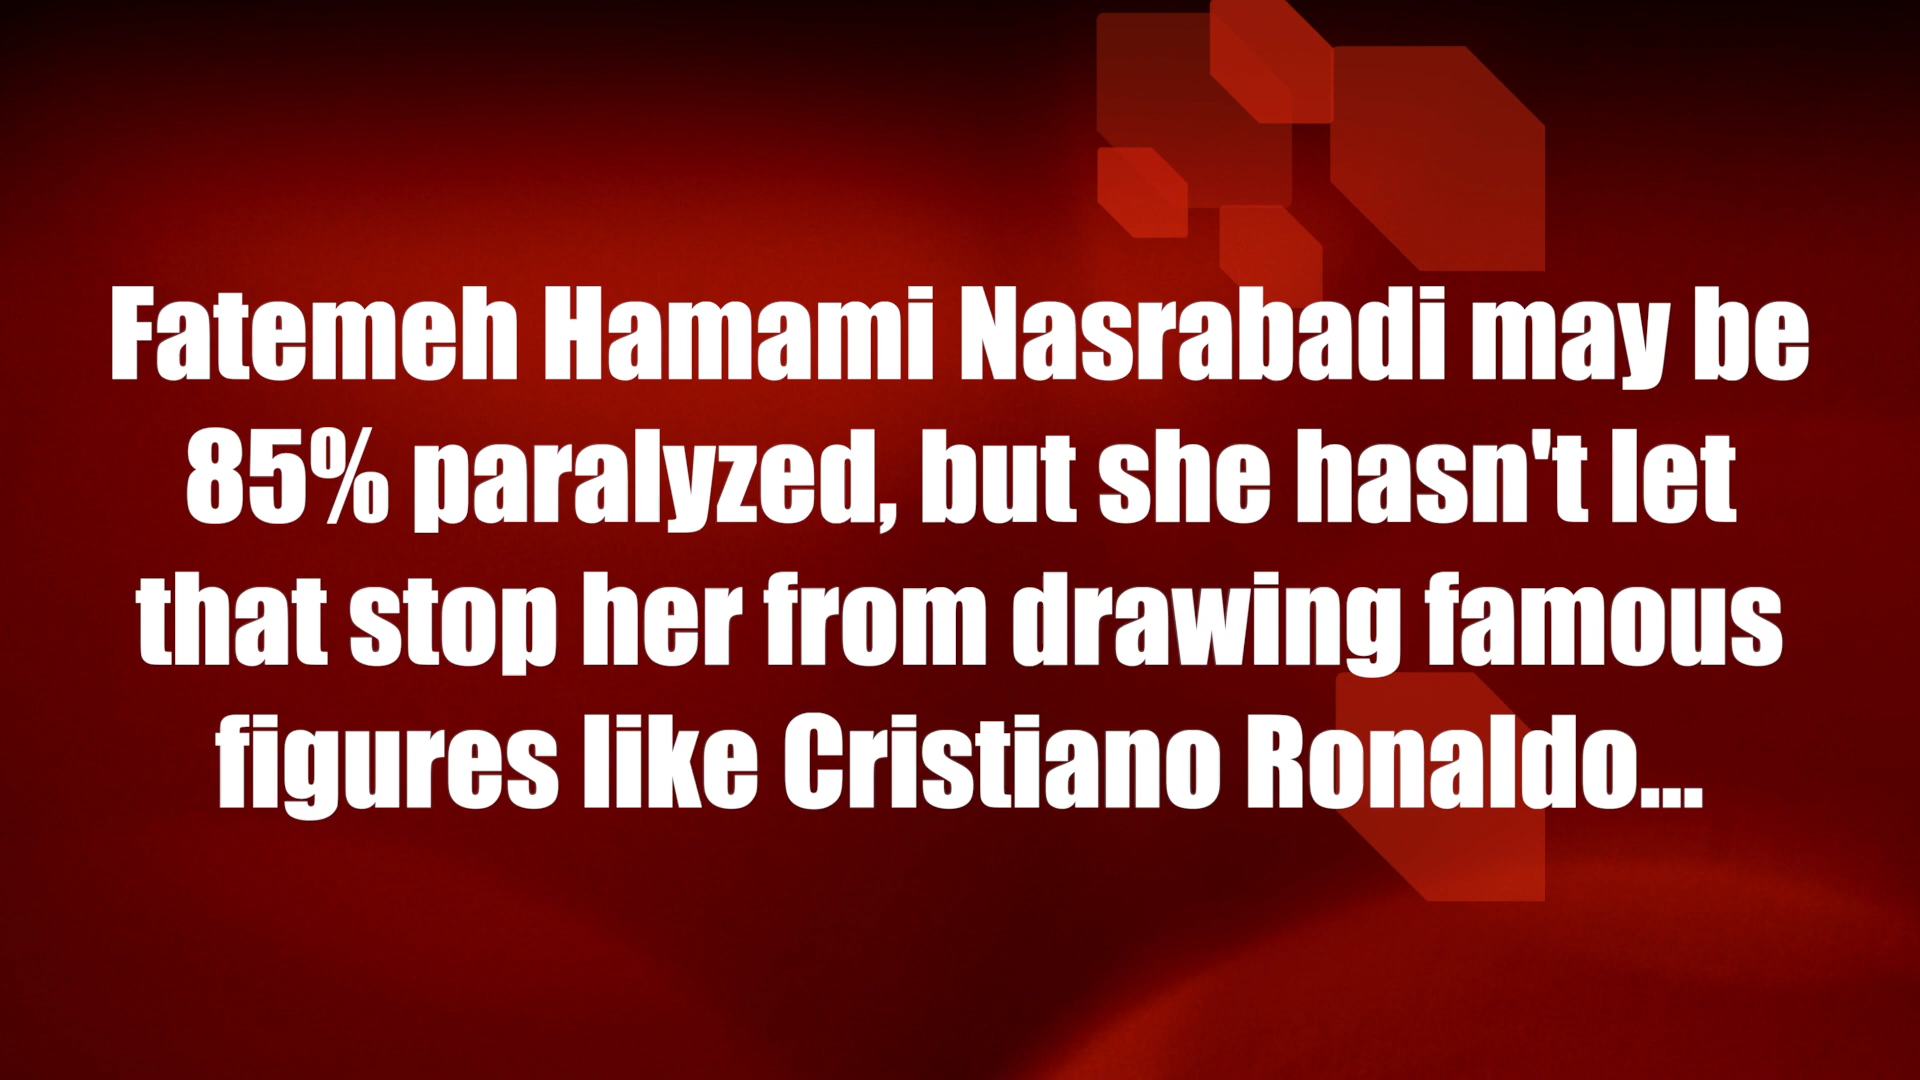 Fatemeh Hamami Nasrabadi may be
85% paralyzed, but she hasn't let
that stop her from drawing famous
figures like Cristiano Ronaldo...